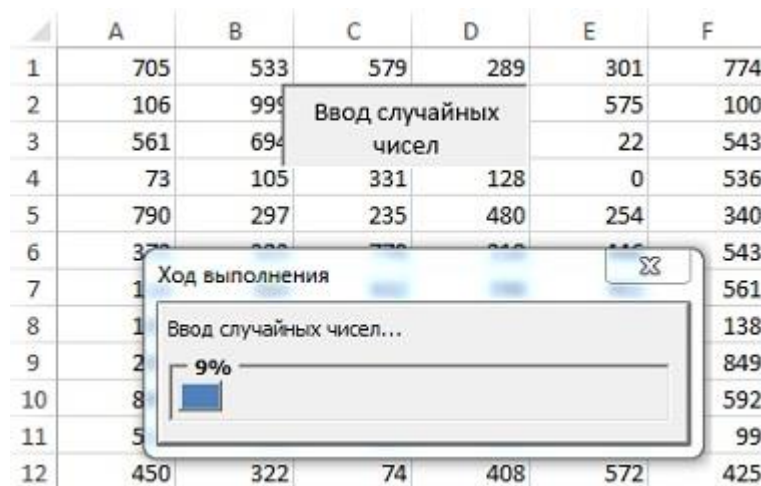 A B C D E F
1 705 533 579 289 301 774
2 106 999 Ввод случайных 575 100
3 561 694 чисел 22 543
4 73 105 331 128 0 536
5 790 297 235 480 254 340
6 543
7 Ход выполнения 561
8 Ввод случайных чисел... 138
9 9% 849
10 592
11 99
12 450 322 74 408 572 425